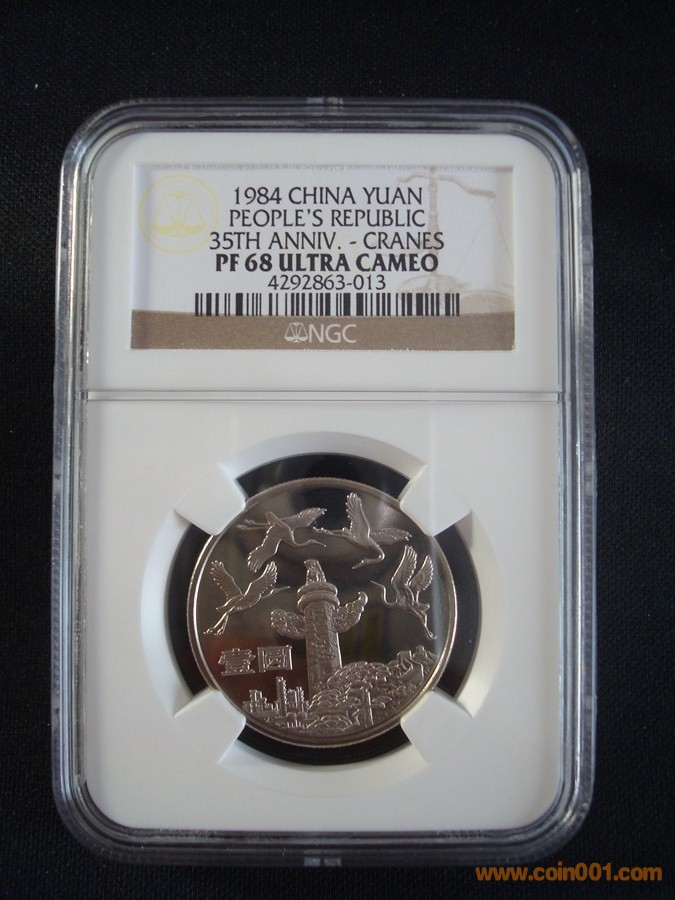 1984 CHINA YUAN
PEOPLE'S REPUBLIC
35TH ANNIV. - CRANES
PF 68 ULTRA CAMEO
4292863-013
NGC
壹圆
www.coin001.com